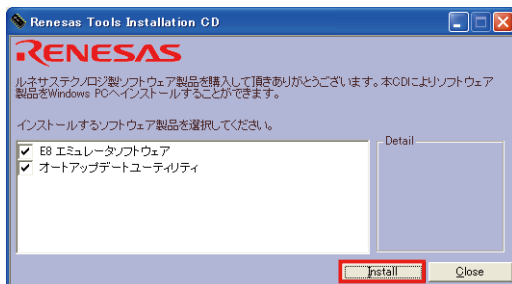 Renesas Tools Installation CD
RENESAS
ルネサステクノロジ製ソフトウェア製品を購入して頂きありがとうございます。本CDによりソフトウェア
製品をWindows PCへインストールすることができます。
インストールするソフトウェア製品を選択してください。
E8 エミュレータソフトウェア
オートアップデートユーティリティ
Detail
Install
Close